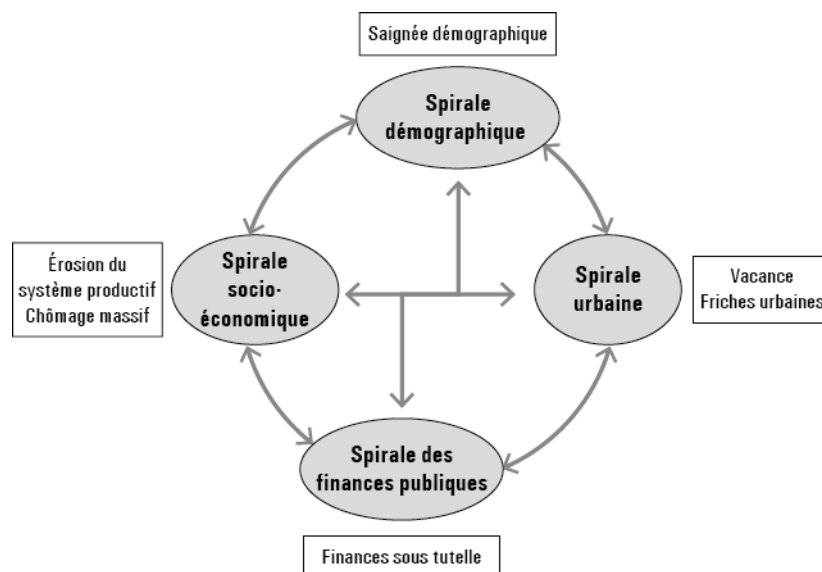 Saignée démographique
Spirale
démographique
Érosion du
système productif
Chômage massif
Spirale
socio-
économique
Spirale
urbaine
Vacance
Friches urbaines
Spirale des
finances publiques
Finances sous tutelle